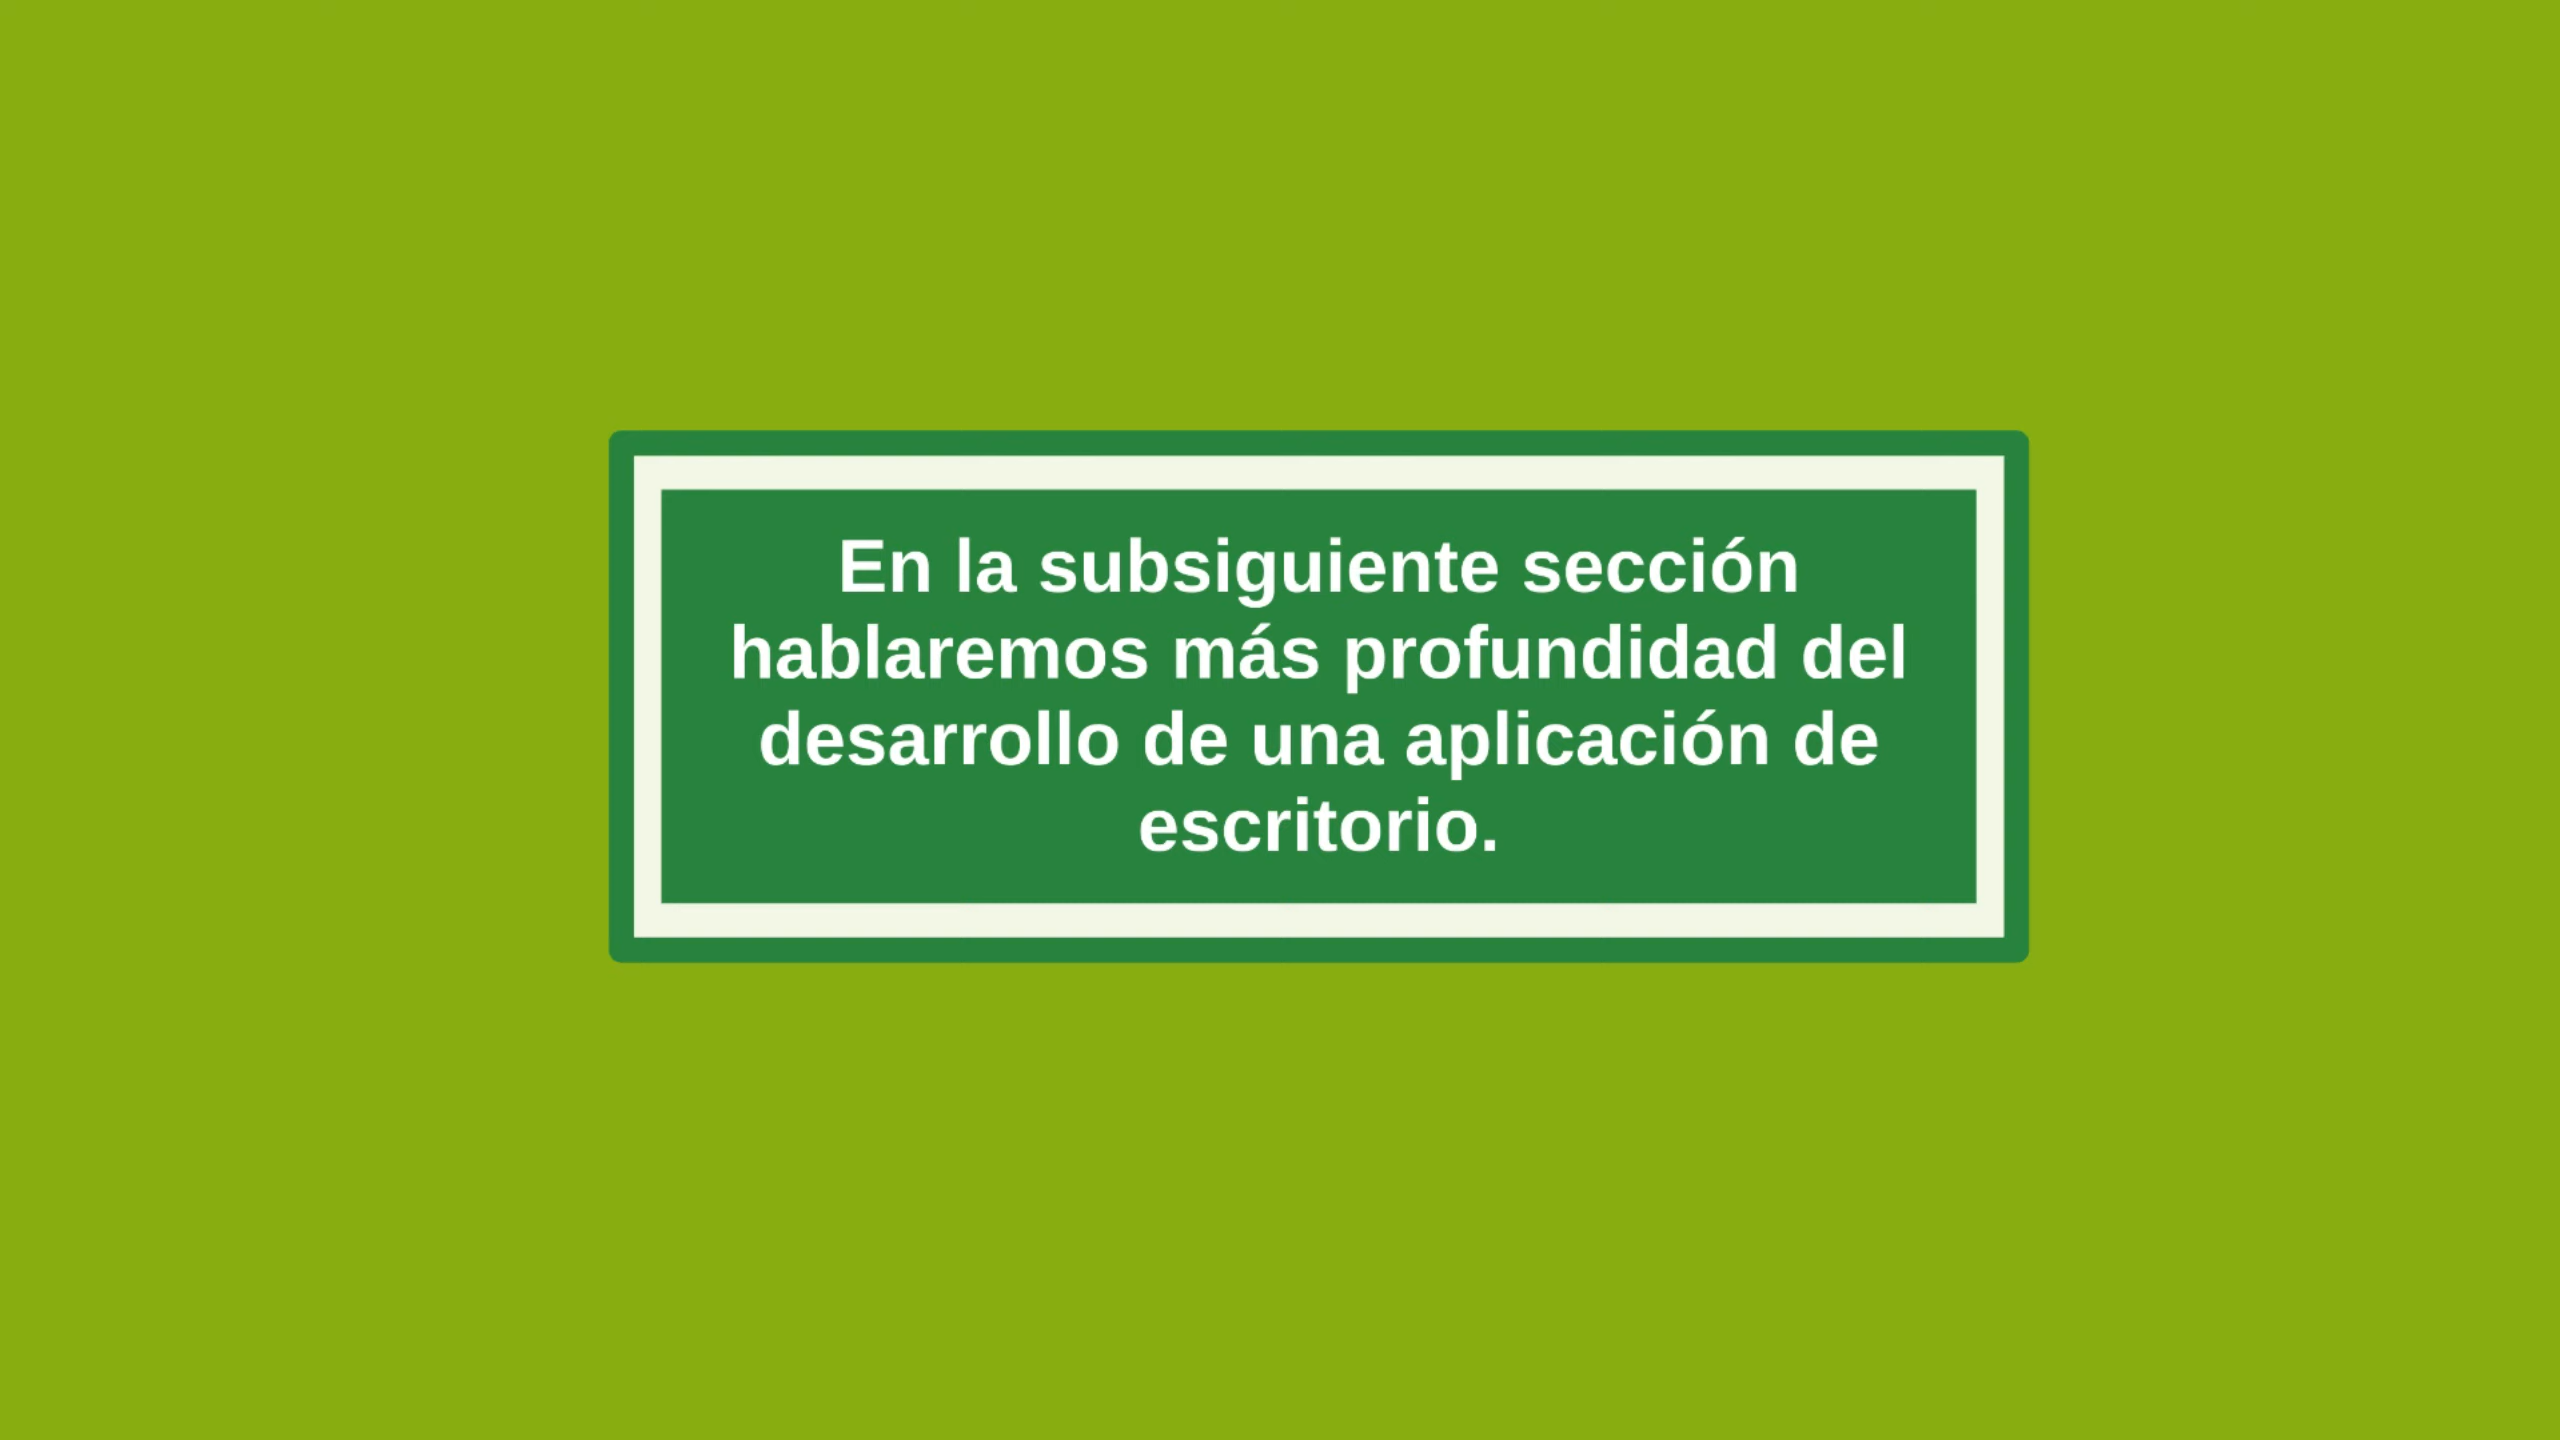 En la subsiguiente sección
hablaremos más profundidad del
desarrollo de una aplicación de
escritorio.